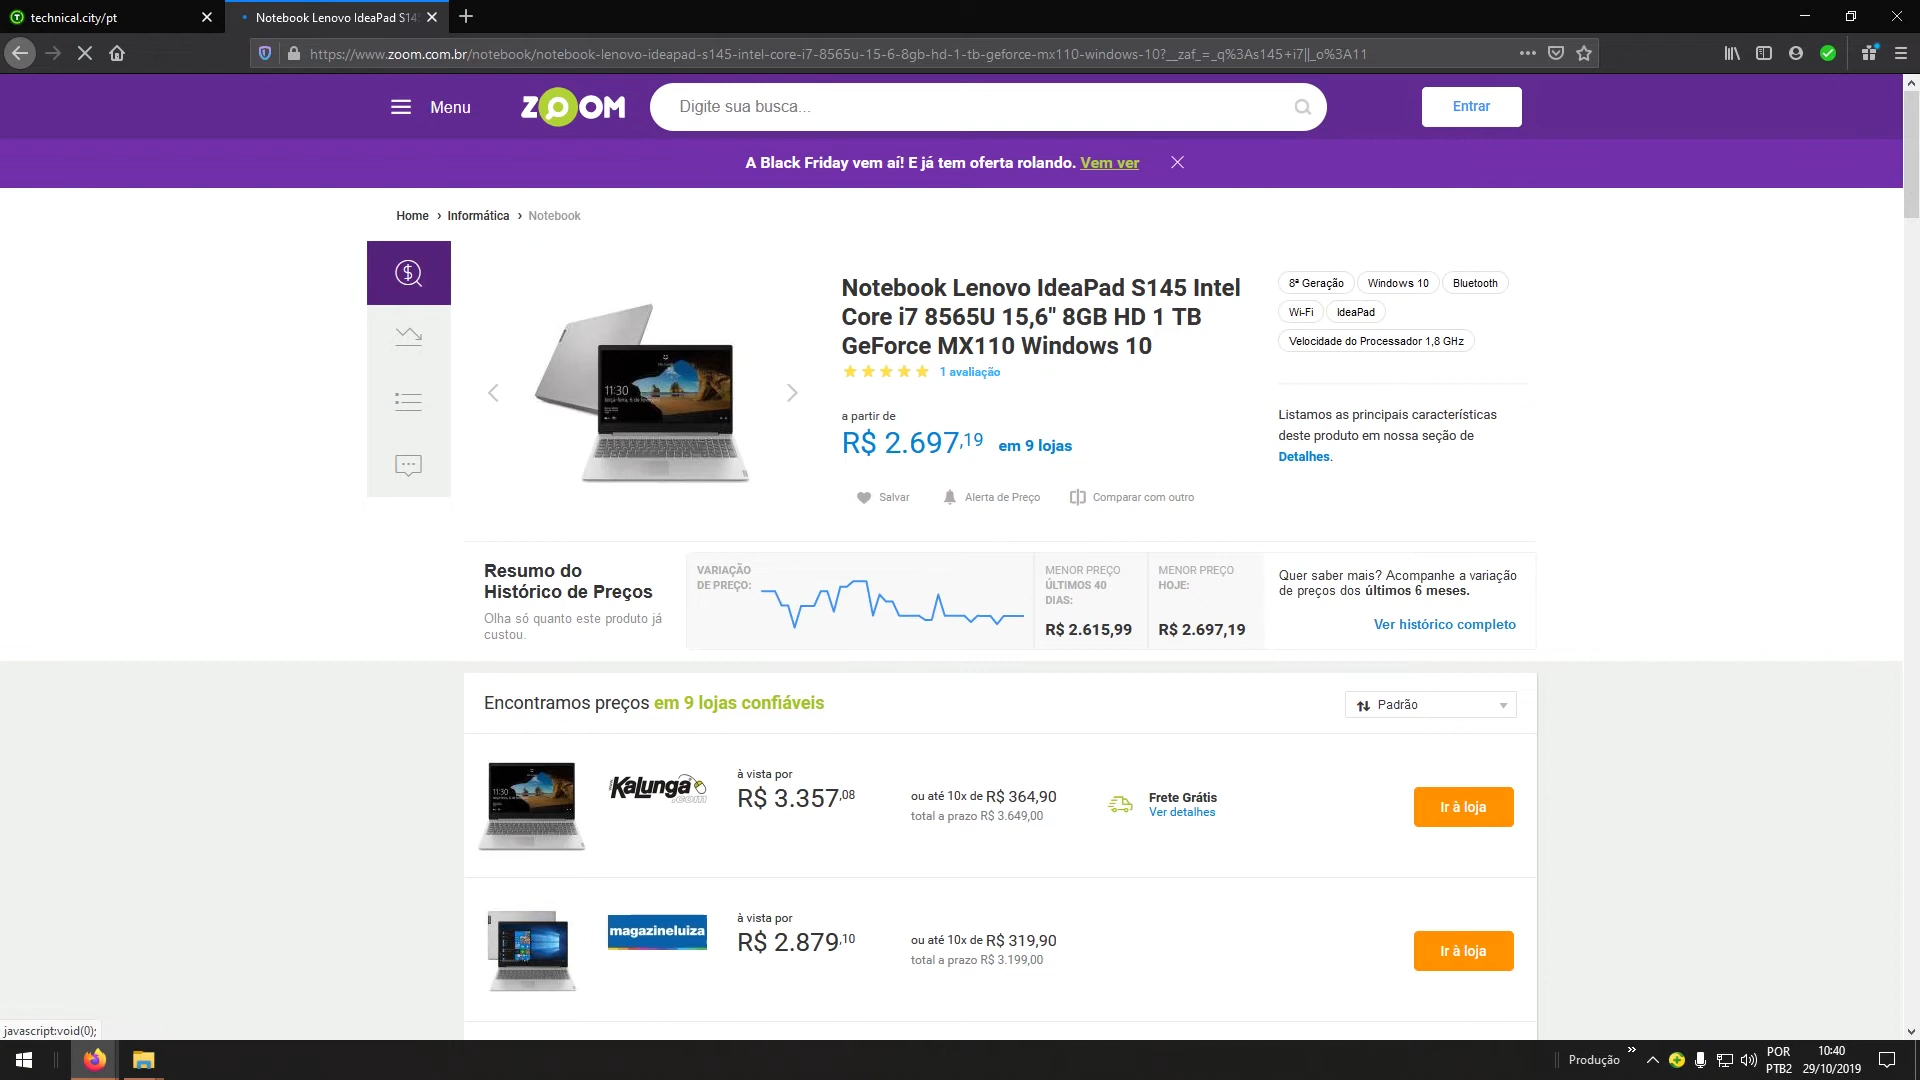 technical.city/pt
Notebook Lenovo IdeaPad S145
https://www.zoom.com.br/notebook/notebook-lenovo-ideapad-s145-intel-core-i7-8565u-15-6-8gb-hd-1-tb-geforce-mx110-windows-10?__zaf_=_q%3As145+i7||_o%3A11
Menu
ZOOM
Digite sua busca...
Entrar
A Black Friday vem aí! E já tem oferta rolando. Vem ver
Home › Informática › Notebook
Notebook Lenovo IdeaPad S145 Intel
Core i7 8565U 15,6" 8GB HD 1 TB
GeForce MX110 Windows 10
1 avaliação
a partir de
R$ 2.697,19 em 9 lojas
Salvar
Alerta de Preço
Comparar com outro
8ª Geração
Windows 10
Bluetooth
Wi-Fi
IdeaPad
Velocidade do Processador 1,8 GHz
Listamos as principais características
deste produto em nossa seção de
Detalhes.
11:30
Resumo do
Histórico de Preços
Olha só quanto este produto já
custou.
VARIAÇÃO
DE PREÇO:
MENOR PREÇO
ÚLTIMOS 40
DIAS:
R$ 2.615,99
MENOR PREÇO
HOJE:
R$ 2.697,19
Quer saber mais? Acompanhe a variação
de preços dos últimos 6 meses.
Ver histórico completo
Encontramos preços em 9 lojas confiáveis
Padrão
11:30
Kalunga
.com
à vista por
R$ 3.357,08
ou até 10x de R$ 364,90
total a prazo R$ 3.649,00
Frete Grátis
Ver detalhes
Ir à loja
magazineluiza
à vista por
R$ 2.879,10
ou até 10x de R$ 319,90
total a prazo R$ 3.199,00
Ir à loja
javascript:void(0);
Produção
POR
PTB2
10:40
29/10/2019